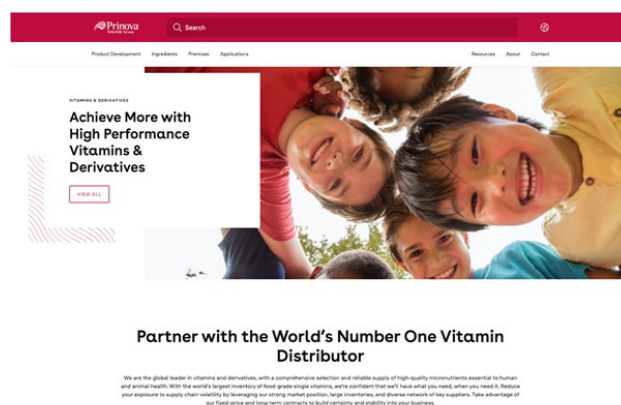 Prinova
NAGASE Group
Search
Product Development Ingredients Premixes Applications Resources About Contact
VITAMINS & DERIVATIVES
Achieve More with
High Performance
Vitamins &
Derivatives
VIEW ALL
Partner with the World's Number One Vitamin
Distributor
We are the global leader in vitamins and derivatives, with a comprehensive selection and reliable supply of high-quality micronutrients essential to human
and animal health. With the world's largest inventory of food-grade single vitamins, we're confident that we'll have what you need, when you need it. Reduce
your exposure to supply chain volatility by leveraging our strong market position, large inventories, and diverse network of key suppliers. Take advantage of
our fixed price and long-term contracts to build certainty and stability into your business.